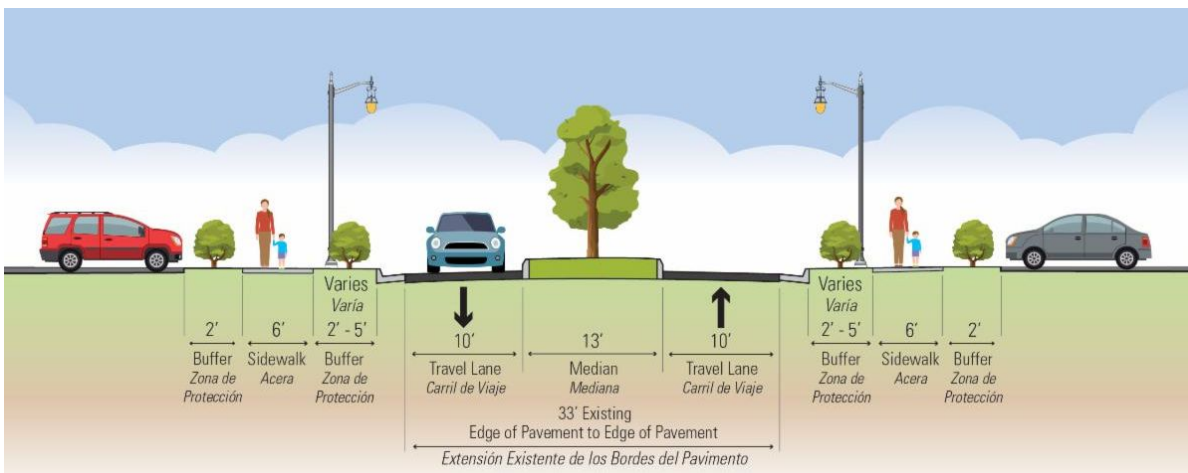 2'
Buffer
Zona de
Protección
6'
Sidewalk
Acera
Varies
Varía
2' - 5'
Buffer
Zona de
Protección
10'
Travel Lane
Carril de Viaje
13'
Median
Mediana
10'
Travel Lane
Carril de Viaje
Varies
Varía
2' - 5'
Buffer
Zona de
Protección
6'
Sidewalk
Acera
2'
Buffer
Zona de
Protección
33' Existing
Edge of Pavement to Edge of Pavement
Extensión Existente de los Bordes del Pavimento